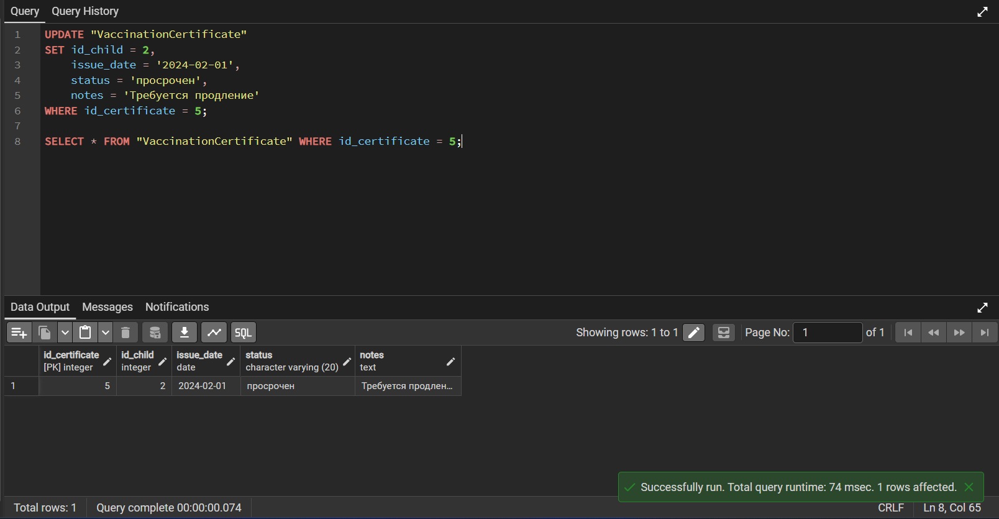 Query Query History
1 UPDATE "VaccinationCertificate"
2 SET id_child = 2,
3 issue_date = '2024-02-01',
4 status = 'просрочен',
5 notes = 'Требуется продление'
6 WHERE id_certificate = 5;
7
8 SELECT * FROM "VaccinationCertificate" WHERE id_certificate = 5;
Data Output Messages Notifications
SQL Showing rows: 1 to 1 Page No: 1 of 1
id_certificate id_child issue_date status notes
[PK] integer integer date character varying (20) text
1 5 2 2024-02-01 просрочен Требуется продлен...
Successfully run. Total query runtime: 74 msec. 1 rows affected.
Total rows: 1 Query complete 00:00:00.074 CRLF Ln 8, Col 65